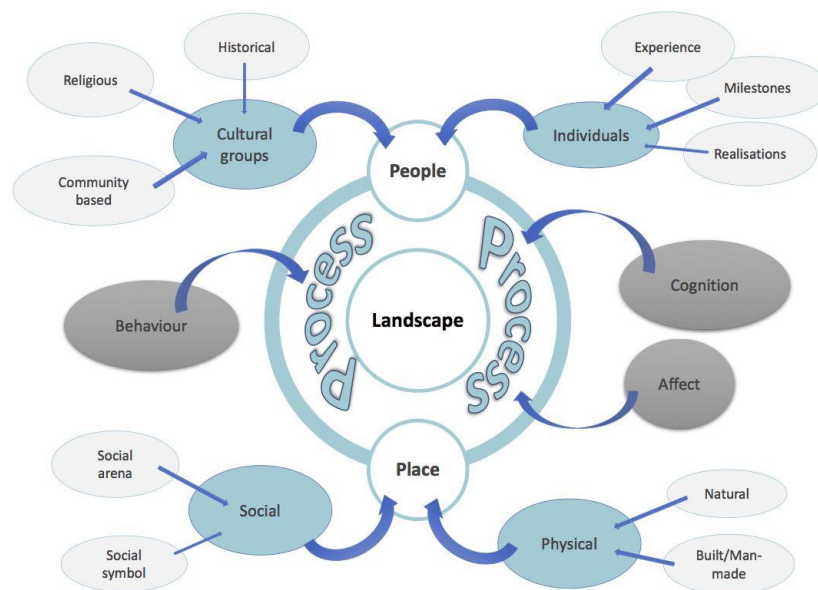 Historical
Religious
Cultural
groups
Community
based
Experience
Milestones
Individuals
Realisations
People
Process
Process
Landscape
Behaviour
Cognition
Affect
Place
Social
arena
Social
Social
symbol
Natural
Physical
Built/Man-
made